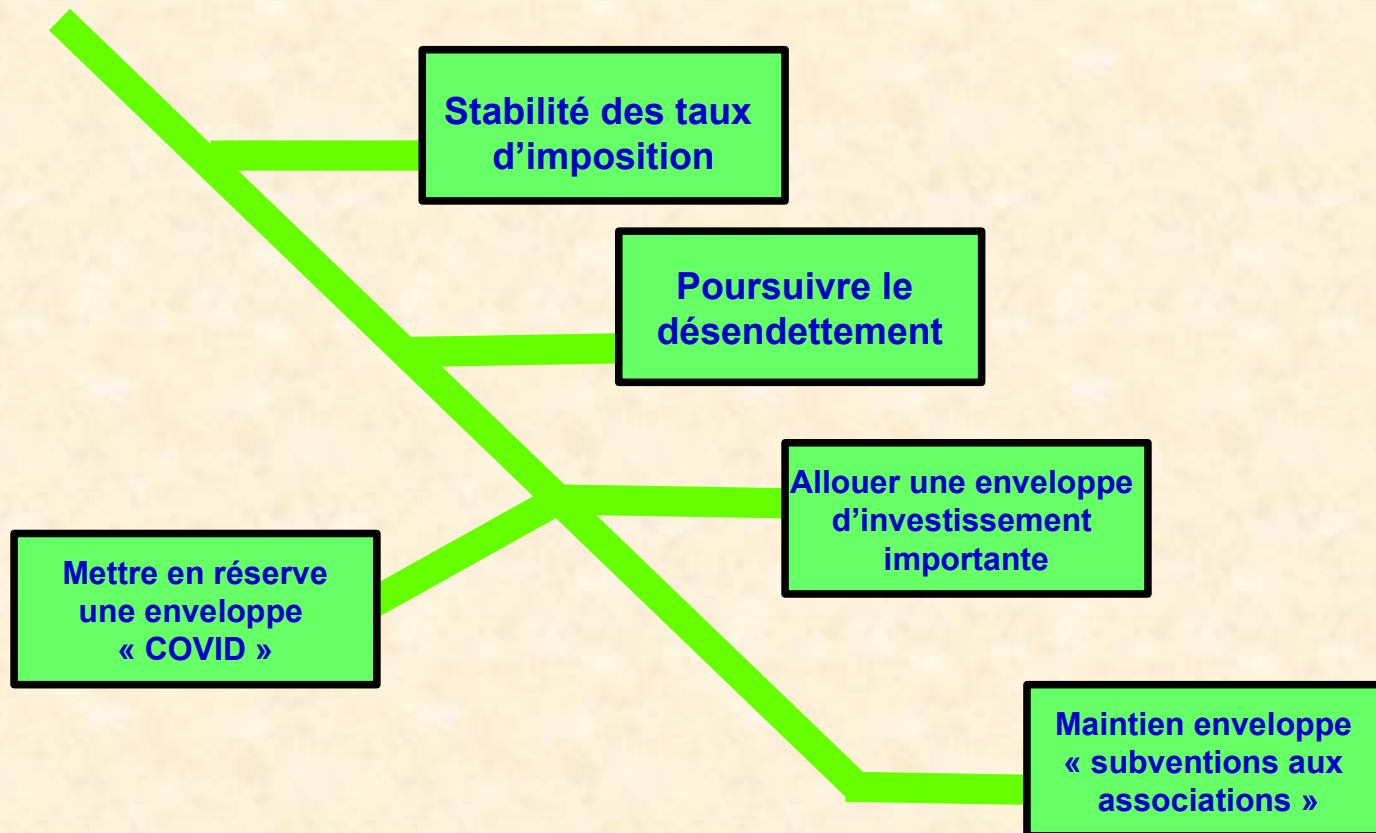 Stabilité des taux
d’imposition
Poursuivre le
désendettement
Allouer une enveloppe
d’investissement
importante
Mettre en réserve
une enveloppe
« COVID »
Maintien enveloppe
« subventions aux
associations »